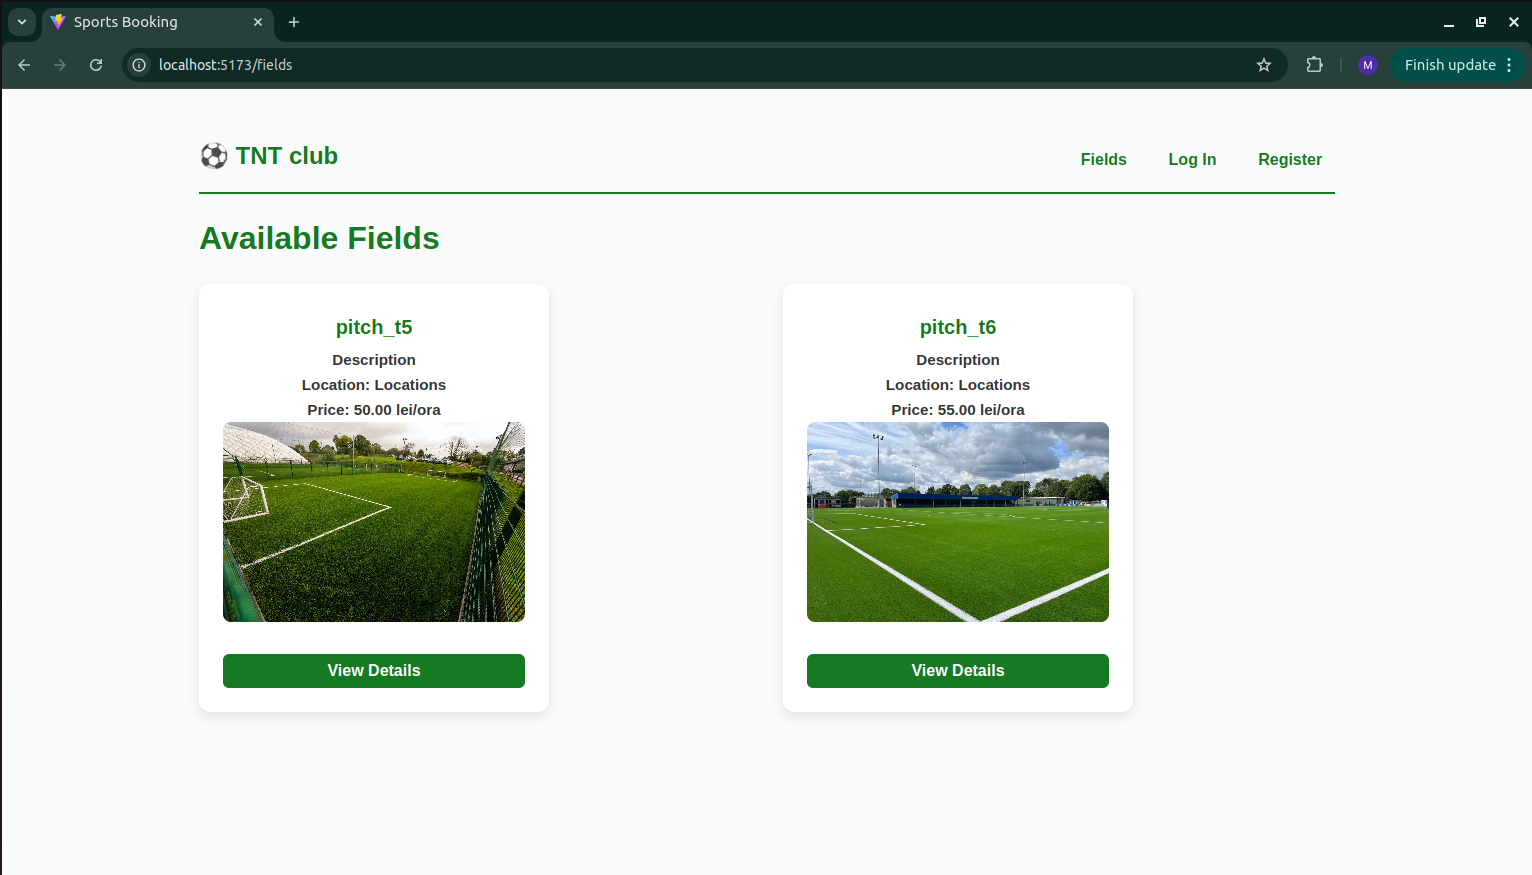 Sports Booking
localhost:5173/fields
M
Finish update
TNT club
Fields
Log In
Register
Available Fields
pitch_t5
Description
Location: Locations
Price: 50.00 lei/ora
View Details
pitch_t6
Description
Location: Locations
Price: 55.00 lei/ora
View Details